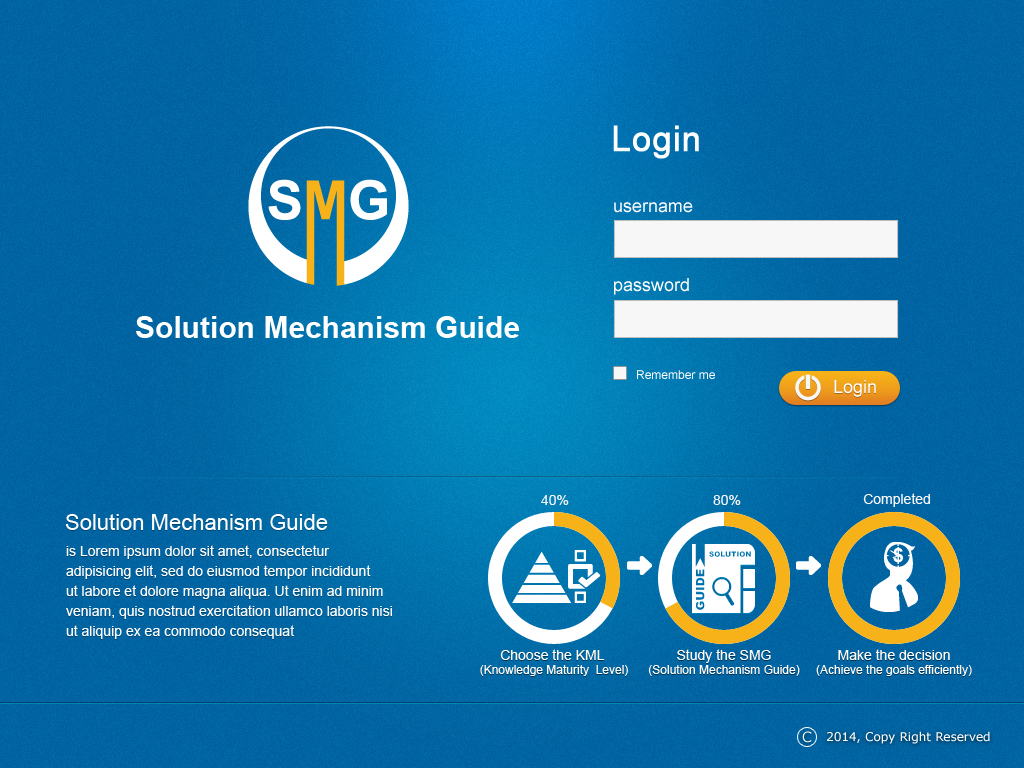 SMG
Solution Mechanism Guide
Login
username
password
Remember me
Login
Solution Mechanism Guide
is Lorem ipsum dolor sit amet, consectetur
adipisicing elit, sed do eiusmod tempor incididunt
ut labore et dolore magna aliqua. Ut enim ad minim
veniam, quis nostrud exercitation ullamco laboris nisi
ut aliquip ex ea commodo consequat
40%
Choose the KML
(Knowledge Maturity Level)
80%
SOLUTION
GUIDE
Study the SMG
(Solution Mechanism Guide)
Completed
$
Make the decision
(Achieve the goals efficiently)
© 2014, Copy Right Reserved